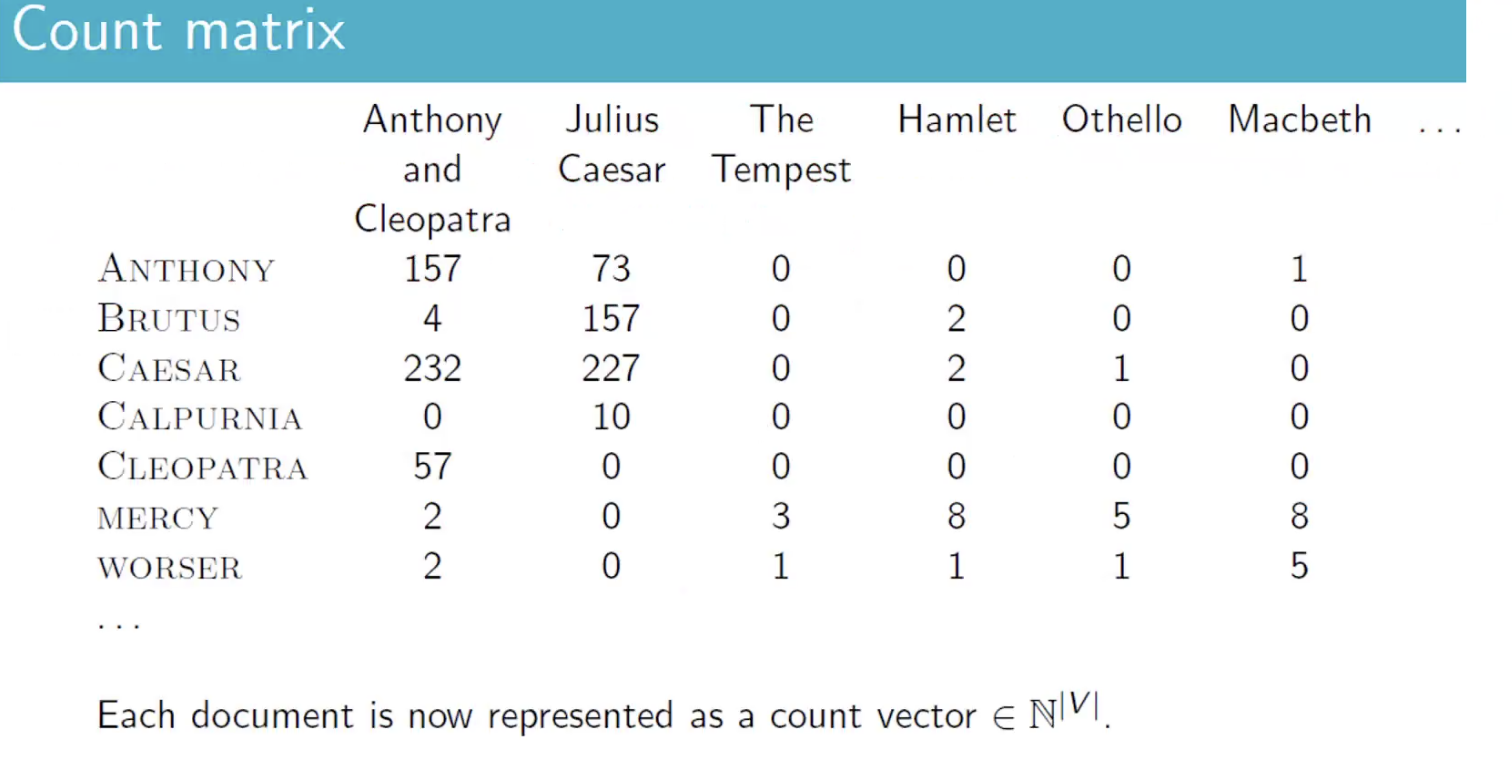 Count matrix
Anthony Julius The Hamlet Othello Macbeth ...
and Caesar Tempest
Cleopatra
ANTHONY 157 73 0 0 0 1
BRUTUS 4 157 0 2 0 0
CAESAR 232 227 0 2 1 0
CALPURNIA 0 10 0 0 0 0
CLEOPATRA 57 0 0 0 0 0
MERCY 2 0 3 8 5 8
WORSER 2 0 1 1 1 5
...
Each document is now represented as a count vector ∈ ℕ|V|.